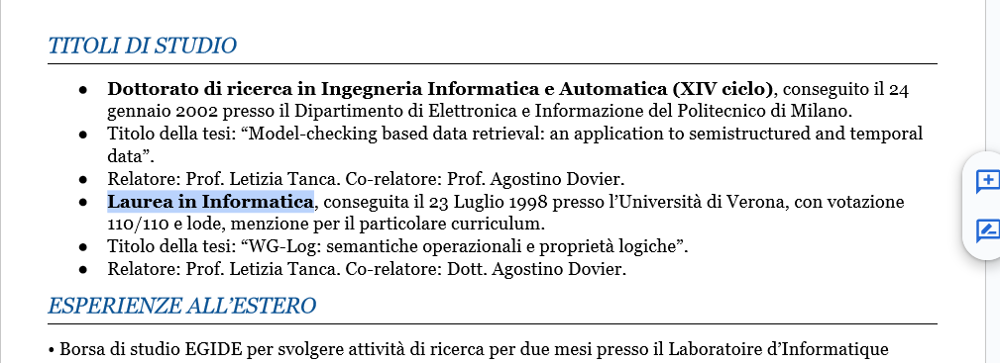 TITOLI DI STUDIO
● Dottorato di ricerca in Ingegneria Informatica e Automatica (XIV ciclo), conseguito il 24
gennaio 2002 presso il Dipartimento di Elettronica e Informazione del Politecnico di Milano.
● Titolo della tesi: “Model-checking based data retrieval: an application to semistructured and temporal
data”.
● Relatore: Prof. Letizia Tanca. Co-relatore: Prof. Agostino Dovier.
● Laurea in Informatica, conseguita il 23 Luglio 1998 presso l’Università di Verona, con votazione
110/110 e lode, menzione per il particolare curriculum.
● Titolo della tesi: “WG-Log: semantiche operazionali e proprietà logiche”.
● Relatore: Prof. Letizia Tanca. Co-relatore: Dott. Agostino Dovier.
ESPERIENZE ALL’ESTERO
• Borsa di studio EGIDE per svolgere attività di ricerca per due mesi presso il Laboratoire d’Informatique